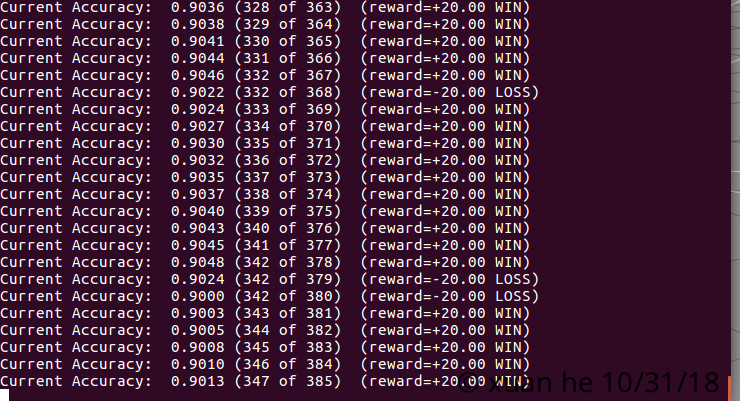 Current Accuracy:  0.9036 (328 of 363)  (reward=+20.00 WIN)
Current Accuracy:  0.9038 (329 of 364)  (reward=+20.00 WIN)
Current Accuracy:  0.9041 (330 of 365)  (reward=+20.00 WIN)
Current Accuracy:  0.9044 (331 of 366)  (reward=+20.00 WIN)
Current Accuracy:  0.9046 (332 of 367)  (reward=+20.00 WIN)
Current Accuracy:  0.9022 (332 of 368)  (reward=-20.00 LOSS)
Current Accuracy:  0.9024 (333 of 369)  (reward=+20.00 WIN)
Current Accuracy:  0.9027 (334 of 370)  (reward=+20.00 WIN)
Current Accuracy:  0.9030 (335 of 371)  (reward=+20.00 WIN)
Current Accuracy:  0.9032 (336 of 372)  (reward=+20.00 WIN)
Current Accuracy:  0.9035 (337 of 373)  (reward=+20.00 WIN)
Current Accuracy:  0.9037 (338 of 374)  (reward=+20.00 WIN)
Current Accuracy:  0.9040 (339 of 375)  (reward=+20.00 WIN)
Current Accuracy:  0.9043 (340 of 376)  (reward=+20.00 WIN)
Current Accuracy:  0.9045 (341 of 377)  (reward=+20.00 WIN)
Current Accuracy:  0.9048 (342 of 378)  (reward=+20.00 WIN)
Current Accuracy:  0.9024 (342 of 379)  (reward=-20.00 LOSS)
Current Accuracy:  0.9000 (342 of 380)  (reward=-20.00 LOSS)
Current Accuracy:  0.9003 (343 of 381)  (reward=+20.00 WIN)
Current Accuracy:  0.9005 (344 of 382)  (reward=+20.00 WIN)
Current Accuracy:  0.9008 (345 of 383)  (reward=+20.00 WIN)
Current Accuracy:  0.9010 (346 of 384)  (reward=+20.00 WIN)
Current Accuracy:  0.9013 (347 of 385)  (reward=+20.00 WIN)
© xuan he 10/31/18